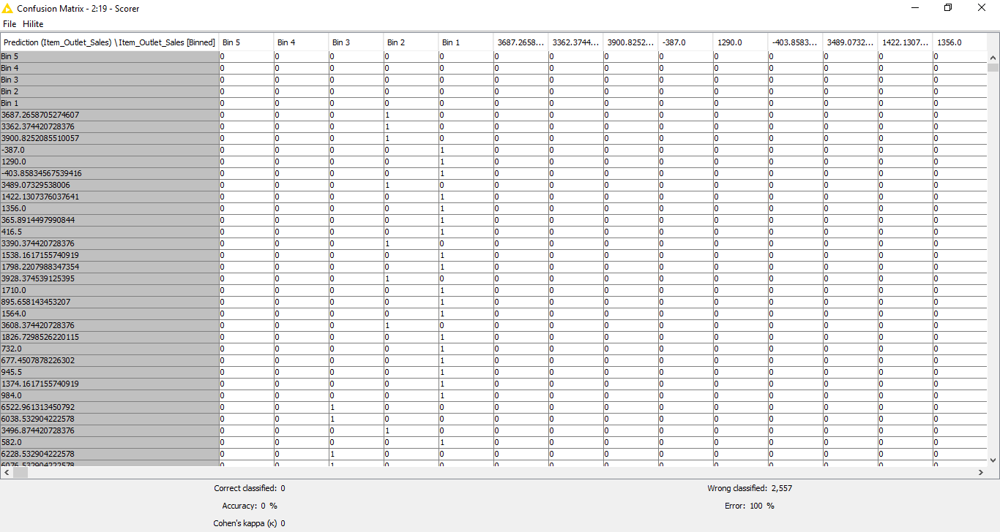 Confusion Matrix - 2:19 - Scorer
File Hilite
Prediction (Item_Outlet_Sales) \ Item_Outlet_Sales [Binned] Bin 5 Bin 4 Bin 3 Bin 2 Bin 1 3687.2658... 3362.3744... 3900.8252... -387.0 1290.0 -403.8583... 3489.0732... 1422.1307... 1356.0
Bin 5 0 0 0 0 0 0 0 0 0 0 0 0 0 0
Bin 4 0 0 0 0 0 0 0 0 0 0 0 0 0 0
Bin 3 0 0 0 0 0 0 0 0 0 0 0 0 0 0
Bin 2 0 0 0 0 0 0 0 0 0 0 0 0 0 0
Bin 1 0 0 0 0 0 0 0 0 0 0 0 0 0 0
3687.2658705274607 0 0 0 1 0 0 0 0 0 0 0 0 0 0
3362.374420728376 0 0 0 1 0 0 0 0 0 0 0 0 0 0
3900.8252085510057 0 0 0 1 0 0 0 0 0 0 0 0 0 0
-387.0 0 0 0 0 1 0 0 0 0 0 0 0 0 0
1290.0 0 0 0 0 1 0 0 0 0 0 0 0 0 0
-403.85834567539416 0 0 0 0 1 0 0 0 0 0 0 0 0 0
3489.07329538006 0 0 0 1 0 0 0 0 0 0 0 0 0 0
1422.1307376037641 0 0 0 0 1 0 0 0 0 0 0 0 0 0
1356.0 0 0 0 0 1 0 0 0 0 0 0 0 0 0
365.8914497990844 0 0 0 0 1 0 0 0 0 0 0 0 0 0
416.5 0 0 0 0 1 0 0 0 0 0 0 0 0 0
3390.374420728376 0 0 0 1 0 0 0 0 0 0 0 0 0 0
1538.1617155740919 0 0 0 0 1 0 0 0 0 0 0 0 0 0
1798.2207988347354 0 0 0 0 1 0 0 0 0 0 0 0 0 0
3928.374539125395 0 0 0 1 0 0 0 0 0 0 0 0 0 0
1710.0 0 0 0 0 1 0 0 0 0 0 0 0 0 0
895.658143453207 0 0 0 0 1 0 0 0 0 0 0 0 0 0
1564.0 0 0 0 0 1 0 0 0 0 0 0 0 0 0
3608.374420728376 0 0 0 1 0 0 0 0 0 0 0 0 0 0
1826.7298526220115 0 0 0 0 1 0 0 0 0 0 0 0 0 0
732.0 0 0 0 0 1 0 0 0 0 0 0 0 0 0
677.4507878226302 0 0 0 0 1 0 0 0 0 0 0 0 0 0
945.5 0 0 0 0 1 0 0 0 0 0 0 0 0 0
1374.1617155740919 0 0 0 0 1 0 0 0 0 0 0 0 0 0
984.0 0 0 0 0 1 0 0 0 0 0 0 0 0 0
6522.961313450792 0 0 1 0 0 0 0 0 0 0 0 0 0 0
6038.532904222578 0 0 1 0 0 0 0 0 0 0 0 0 0 0
3496.874420728376 0 0 0 1 0 0 0 0 0 0 0 0 0 0
582.0 0 0 0 0 1 0 0 0 0 0 0 0 0 0
6228.532904222578 0 0 1 0 0 0 0 0 0 0 0 0 0 0
6076.532904222578 0 0 1 0 0 0 0 0 0 0 0 0 0 0
Correct classified: 0 Wrong classified: 2,557
Accuracy: 0 % Error: 100 %
Cohen's kappa (κ) 0